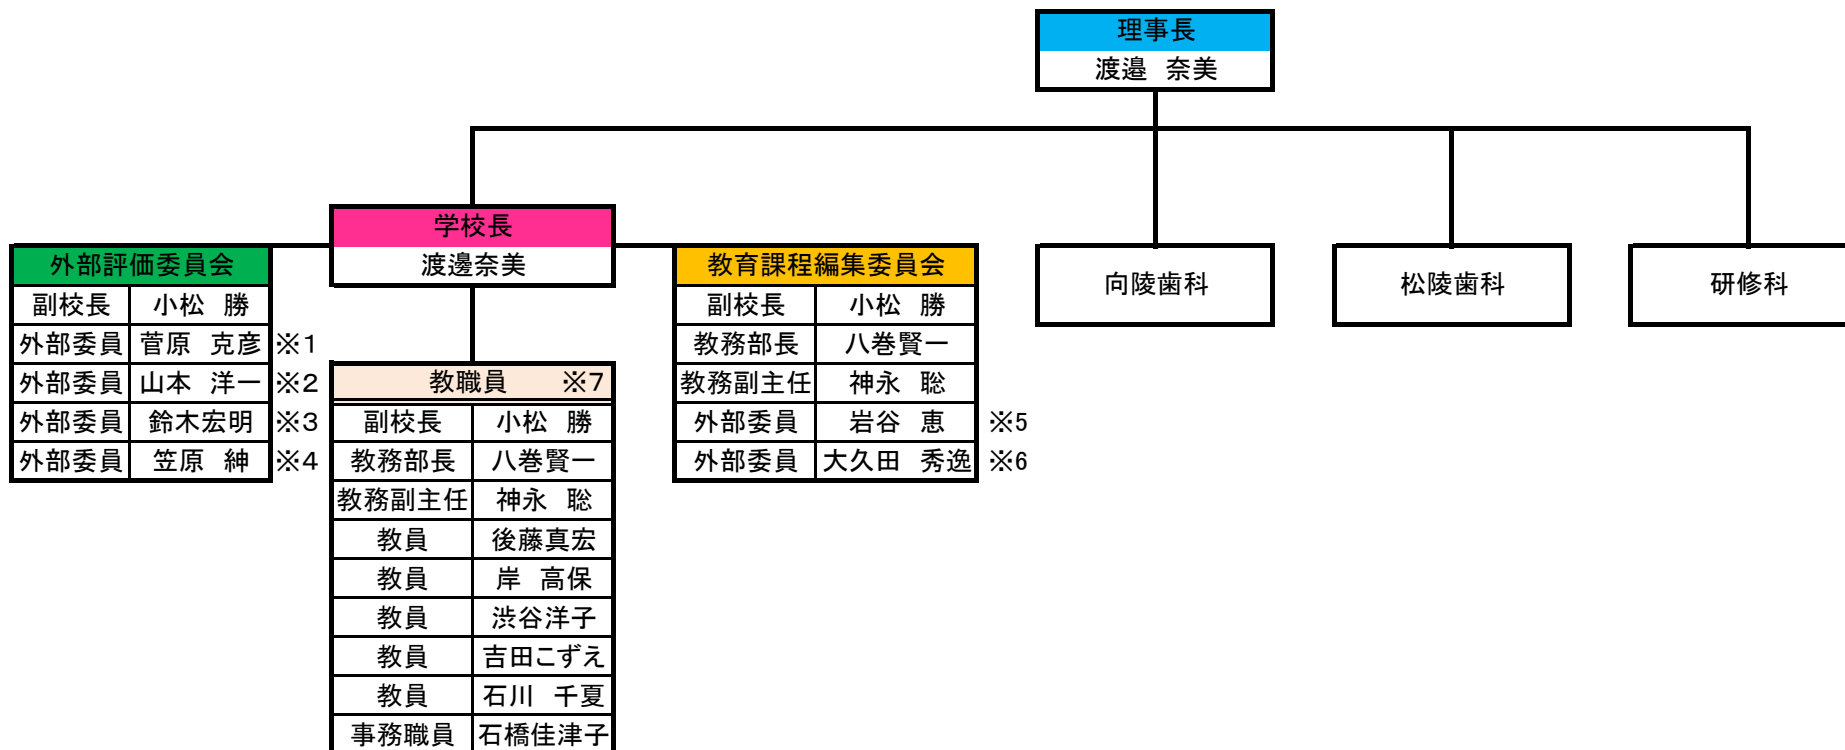 理事長
渡邉 奈美
学校長
渡邉奈美
外部評価委員会
副校長 小松 勝
外部委員 菅原 克彦 ※1
外部委員 山本 洋一 ※2
外部委員 鈴木宏明 ※3
外部委員 笠原 紳 ※4
教職員 ※7
副校長 小松 勝
教務部長 八巻賢一
教務副主任 神永 聡
教員 後藤真宏
教員 岸 高保
教員 渋谷洋子
教員 吉田こずえ
教員 石川 千夏
事務職員 石橋佳津子
教育課程編集委員会
副校長 小松 勝
教務部長 八巻賢一
教務副主任 神永 聡
外部委員 岩谷 恵 ※5
外部委員 大久田 秀逸 ※6
向陵歯科
松陵歯科
研修科